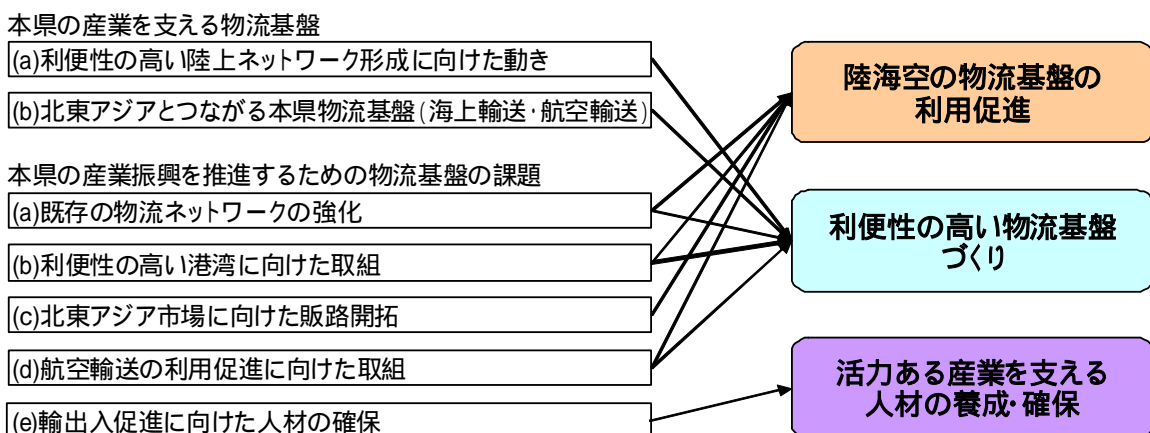 本県の産業を支える物流基盤
(a)利便性の高い陸上ネットワーク形成に向けた動き
(b)北東アジアとつながる本県物流基盤(海上輸送・航空輸送)
本県の産業振興を推進するための物流基盤の課題
(a)既存の物流ネットワークの強化
(b)利便性の高い港湾に向けた取組
(c)北東アジア市場に向けた販路開拓
(d)航空輸送の利用促進に向けた取組
(e)輸出入促進に向けた人材の確保
陸海空の物流基盤の
利用促進
利便性の高い物流基盤
づくり
活力ある産業を支える
人材の養成・確保